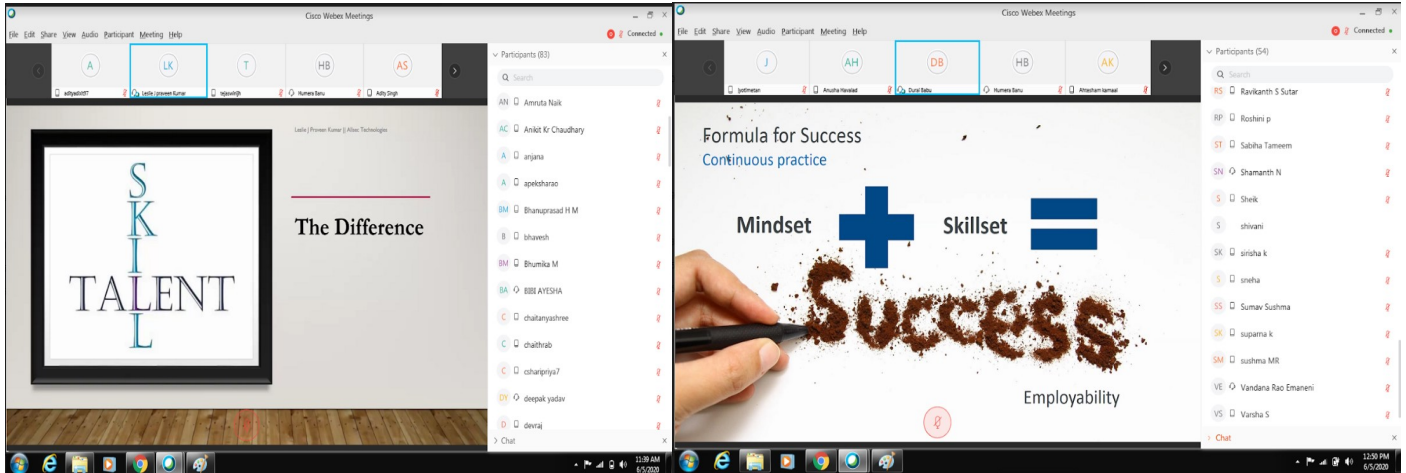 Cisco Webex Meetings
File Edit Share View Audio Participant Meeting Help
Connected
A
LK
T
HB
AS
Leslie J praveen Kumar
tejaswinijh
Humera Banu
Adity Singh
Participants (83)
Search
AN Amruta Naik
AC Anikit Kr Chaudhary
A anjana
A apeksharao
BM Bhanuprasad H M
B bhavesh
BM Bhumika M
BA BIBI AYESHA
C chaitanyashree
C chaithrab
C csharipriya7
DY deepak yadav
D devraj
Chat
Leslie J Praveen Kumar || Altisc Technologies
SKILL
TALENT
The Difference
11:39 AM
6/5/2020
Cisco Webex Meetings
File Edit Share View Audio Participant Meeting Help
Connected
J
AH
DB
HB
AK
jyotimetan
Anusha Havalad
Durai Babu
Humera Banu
Ahtesham kamaal
Participants (54)
Search
RS Ravikanth S Sutar
RP Roshini p
ST Sabiha Tameem
SN Shamanth N
S Sheik
S shivani
SK sirisha k
S sneha
SS Sumav Sushma
SK suparna k
SM sushma MR
VE Vandana Rao Emaneni
VS Varsha S
Chat
Formula for Success
Continuous practice
Mindset + Skillset =
Success
Employability
12:50 PM
6/5/2020